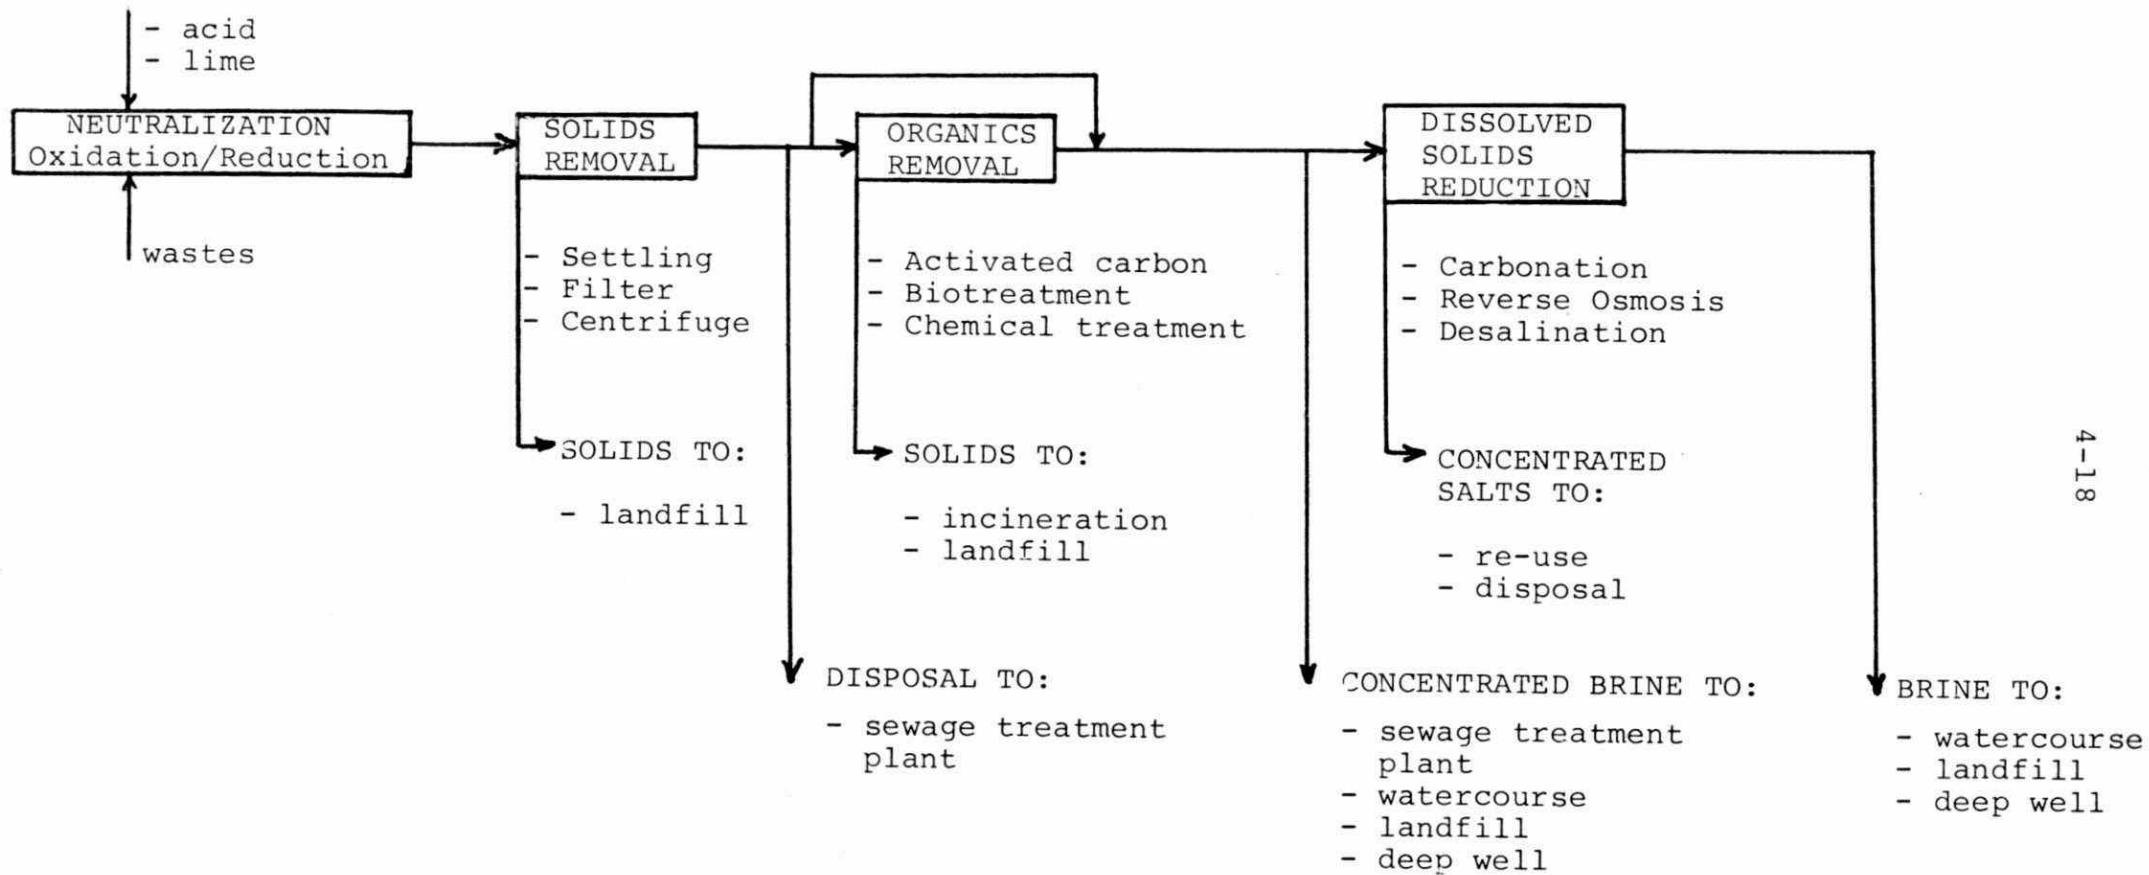 - acid
- lime
NEUTRALIZATION
Oxidation/Reduction
wastes
SOLIDS
REMOVAL
- Settling
- Filter
- Centrifuge
SOLIDS TO:
- landfill
DISPOSAL TO:
- sewage treatment
plant
ORGANICS
REMOVAL
- Activated carbon
- Biotreatment
- Chemical treatment
SOLIDS TO:
- incineration
- landfill
CONCENTRATED BRINE TO:
- sewage treatment
plant
- watercourse
- landfill
- deep well
DISSOLVED
SOLIDS
REDUCTION
- Carbonation
- Reverse Osmosis
- Desalination
CONCENTRATED
SALTS TO:
- re-use
- disposal
BRINE TO:
- watercourse
- landfill
- deep well
4-18